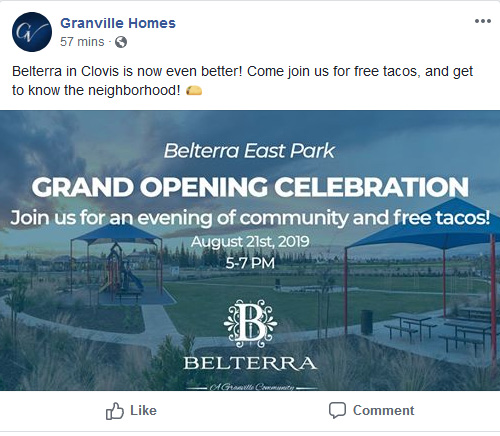 Granville Homes
57 mins ·
Belterra in Clovis is now even better! Come join us for free tacos, and get
to know the neighborhood! 🌮
Belterra East Park
GRAND OPENING CELEBRATION
Join us for an evening of community and free tacos!
August 21st, 2019
5-7 PM
B
BELTERRA
A Granville Community
Like
Comment